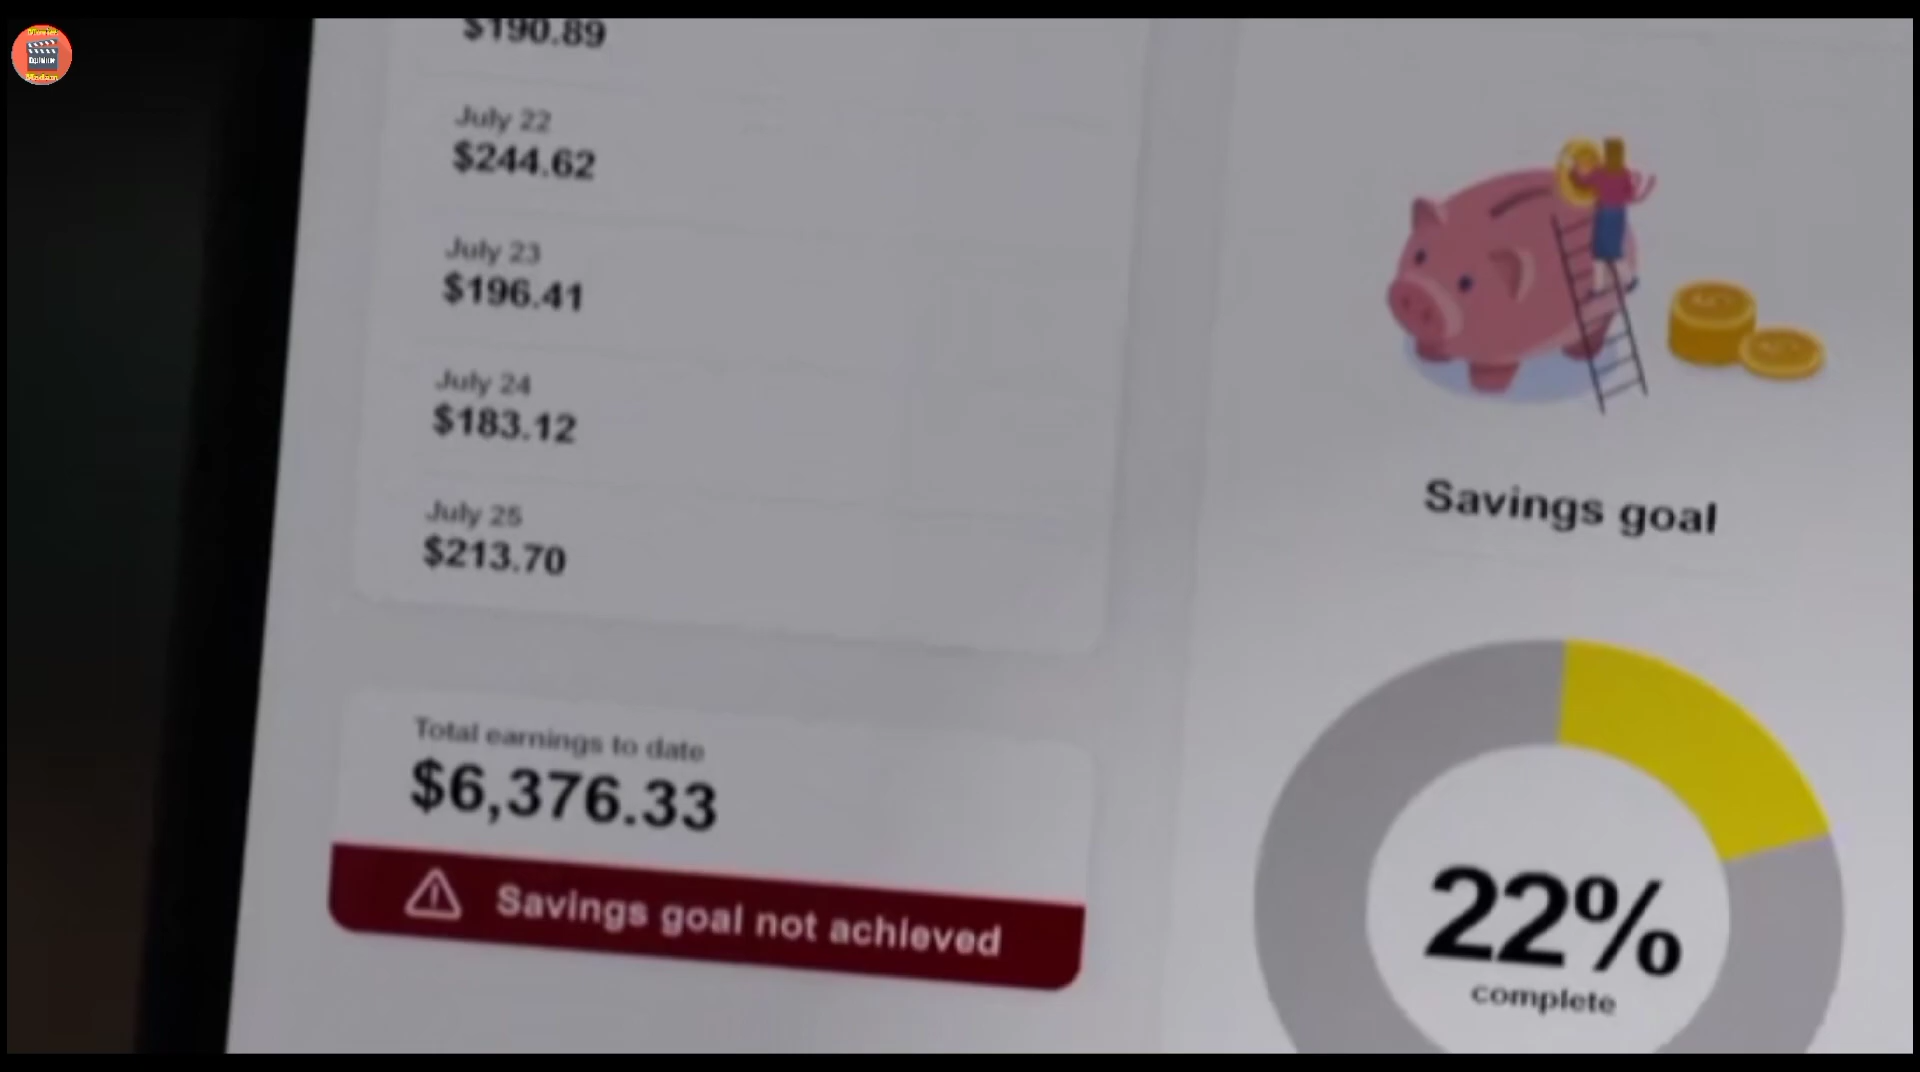 $190.89
July 22
$244.62
July 23
$196.41
July 24
$183.12
July 25
$213.70
Total earnings to date
$6,376.33
Savings goal not achieved
Savings goal
22%
complete
Madam